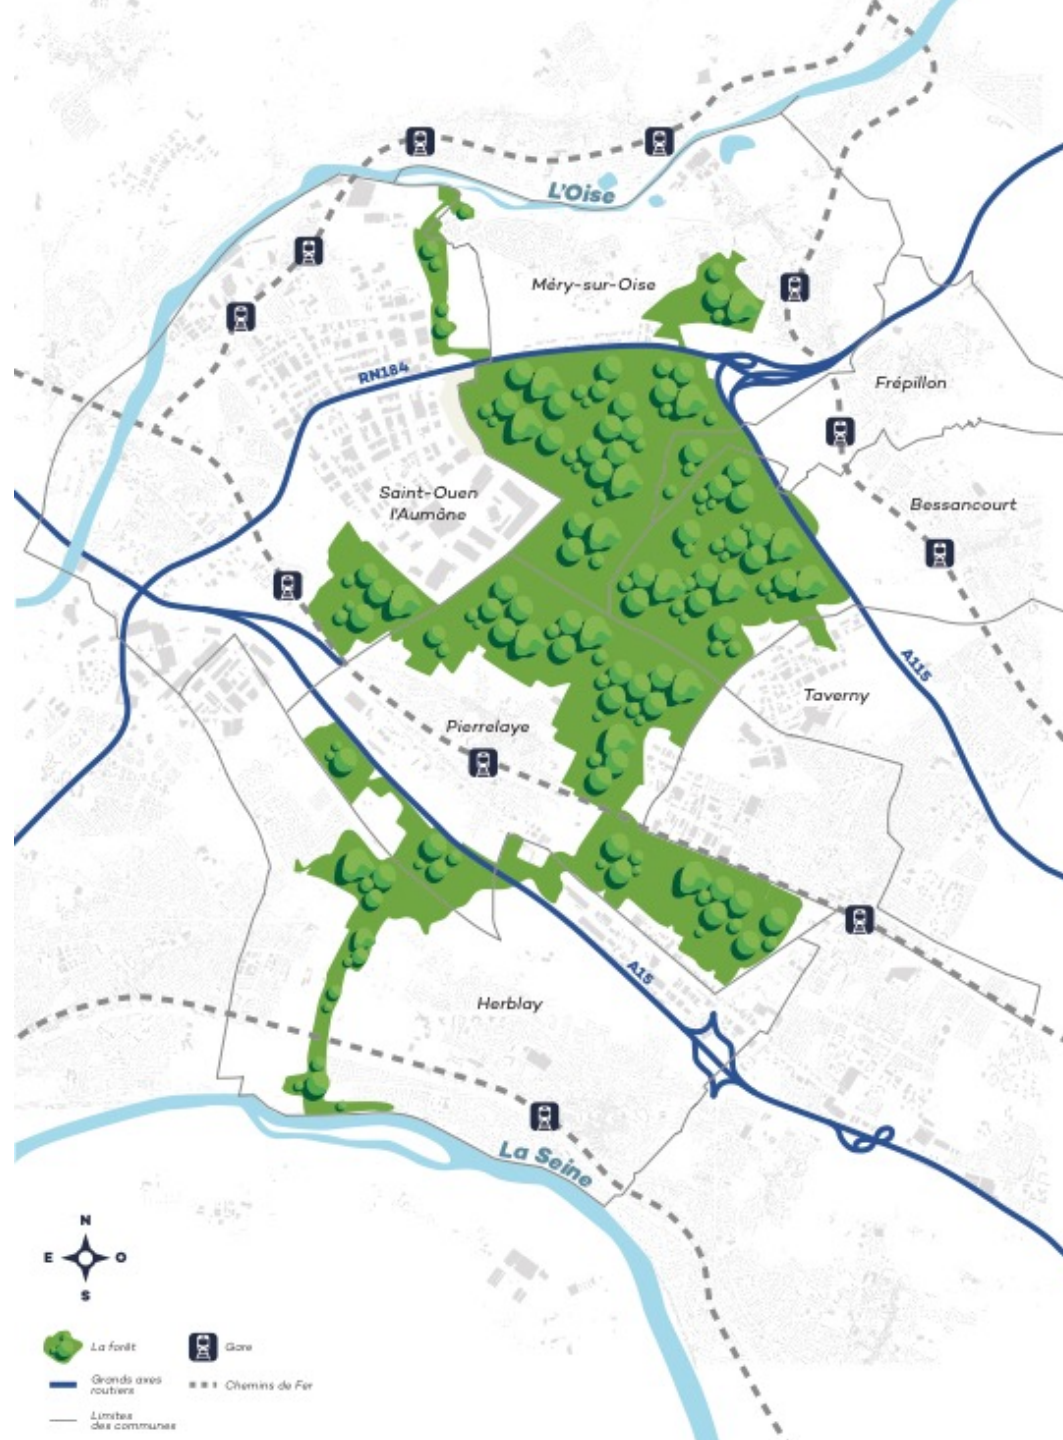 L'Oise
Méry-sur-Oise
RN184
Frépillon
Saint-Ouen
l'Aumône
Bessancourt
A115
Taverny
Pierrelaye
A15
Herblay
La Seine
N
E
O
S
La forêt
Gare
Grands axes
routiers
Chemins de Fer
Limites
des communes